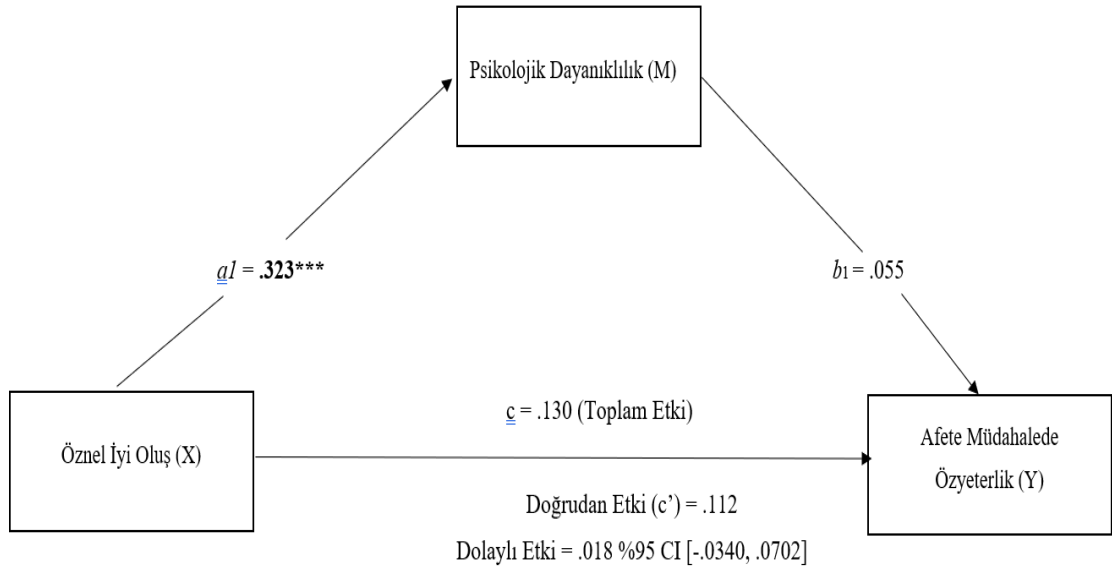 Psikolojik Dayanıklılık (M)
a1 = .323***
b1 = .055
Öznel İyi Oluş (X)
c = .130 (Toplam Etki)
Afete Müdahalede
Özyeterlik (Y)
Doğrudan Etki (c’) = .112
Dolaylı Etki = .018 %95 CI [-.0340, .0702]